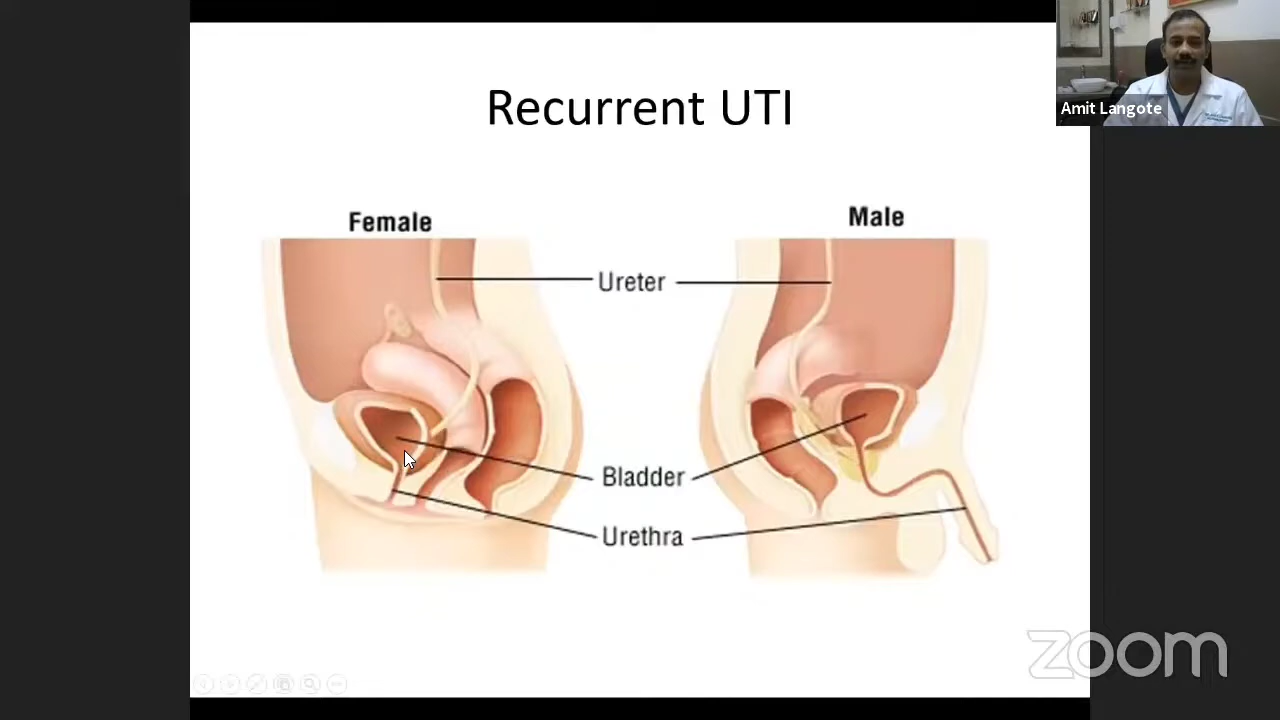 Recurrent UTI
Amit Langote
Female
Male
Ureter
Bladder
Urethra
zoom